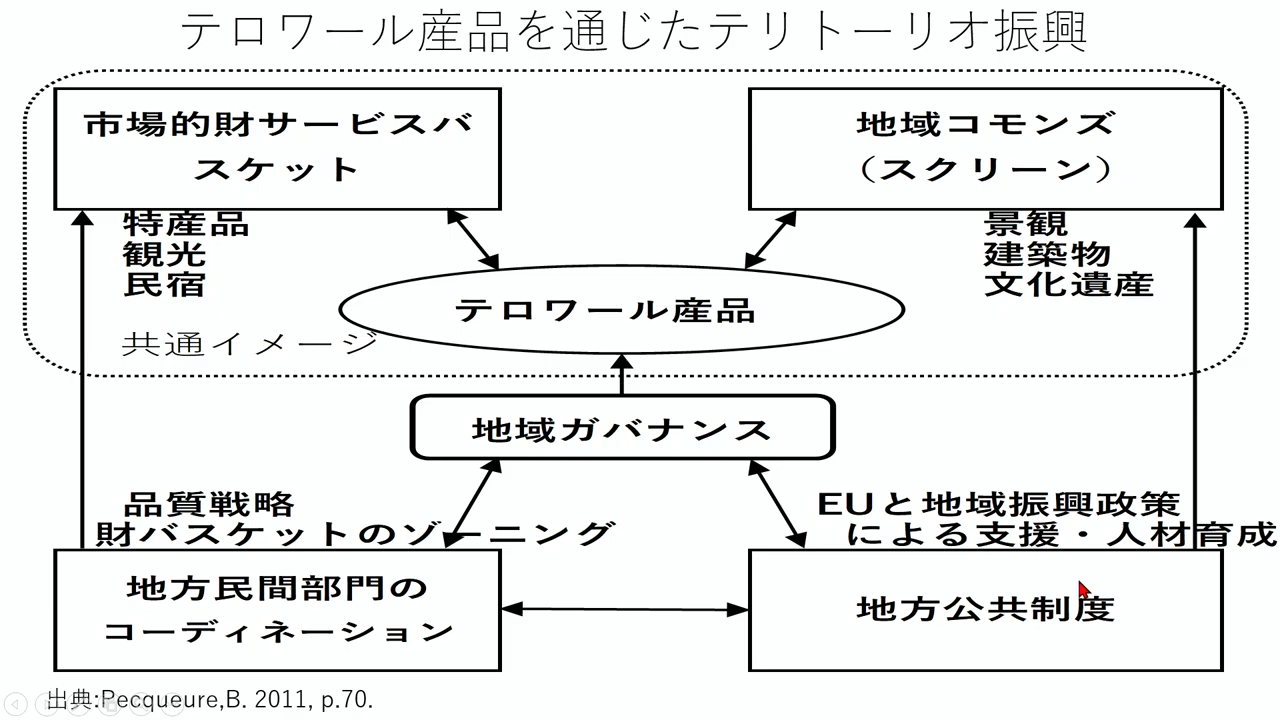 テロワール産品を通じたテリトーリオ振興
市場的財サービスバ
スケット
地域コモンズ
（スクリーン）
特産品
観光
民宿
景観
建築物
文化遺産
テロワール産品
共通イメージ
地域ガバナンス
品質戦略
財バスケットのゾーニング
EUと地域振興政策
による支援・人材育成
地方民間部門の
コーディネーション
地方公共制度
出典:Pecqueure,B. 2011, p.70.